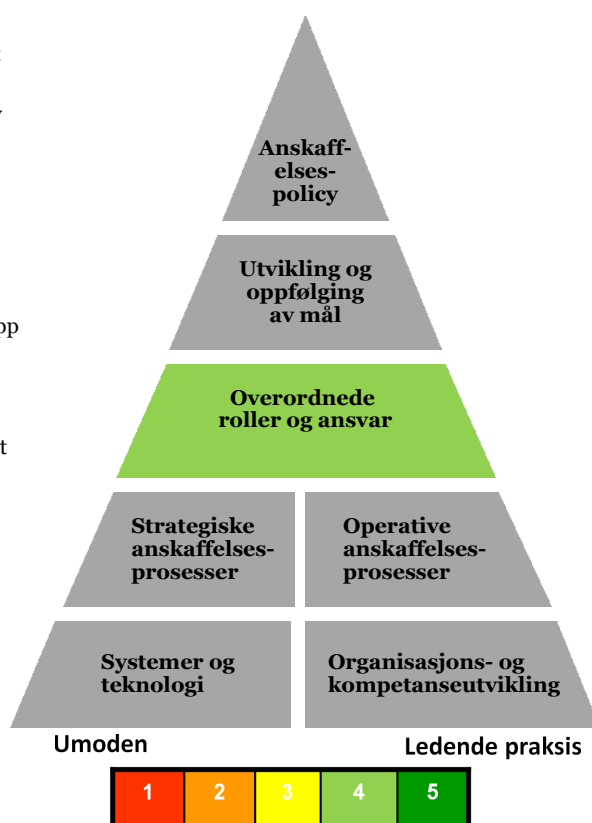 Anskaff-
elses-
policy
Utvikling og
oppfølging
av mål
pp
Overordnede
roller og ansvar
t
Strategiske
anskaffelses-
prosesser
Operative
anskaffelses-
prosesser
Systemer og
teknologi
Organisasjons- og
kompetanseutvikling
Umoden
Ledende praksis
1 2 3 4 5